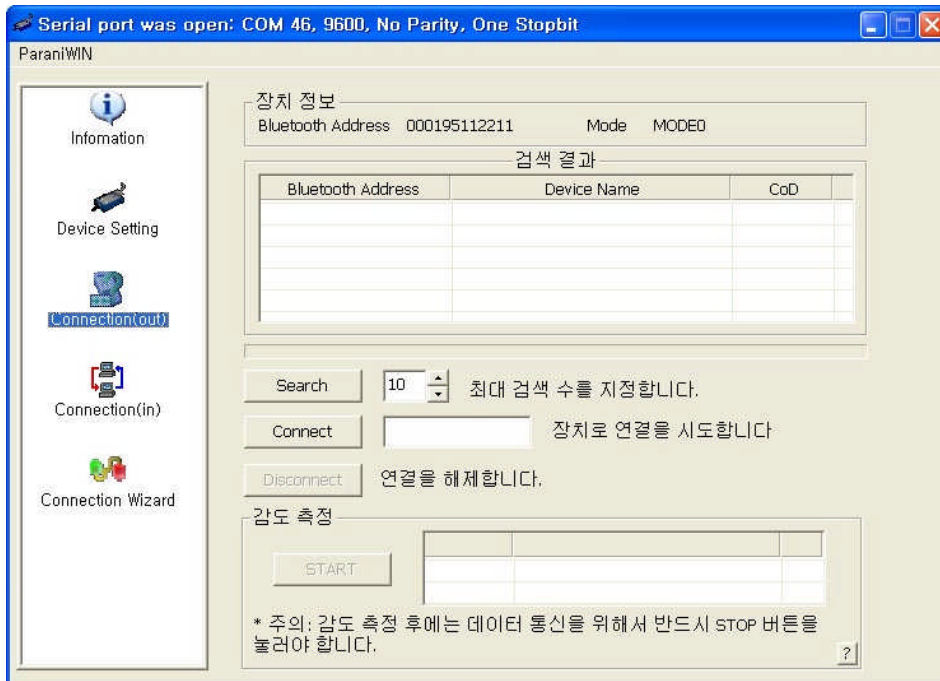 Serial port was open: COM 46, 9600, No Parity, One Stopbit
ParaniWIN
Infomation
Device Setting
Connection(out)
Connection(in)
Connection Wizard
장치 정보
Bluetooth Address 000195112211 Mode MODE0
검색 결과
Bluetooth Address Device Name CoD
Search 10 최대 검색 수를 지정합니다.
Connect 장치로 연결을 시도합니다
Disconnect 연결을 해제합니다.
감도 측정
START
* 주의: 감도 측정 후에는 데이터 통신을 위해서 반드시 STOP 버튼을
눌러야 합니다.
?